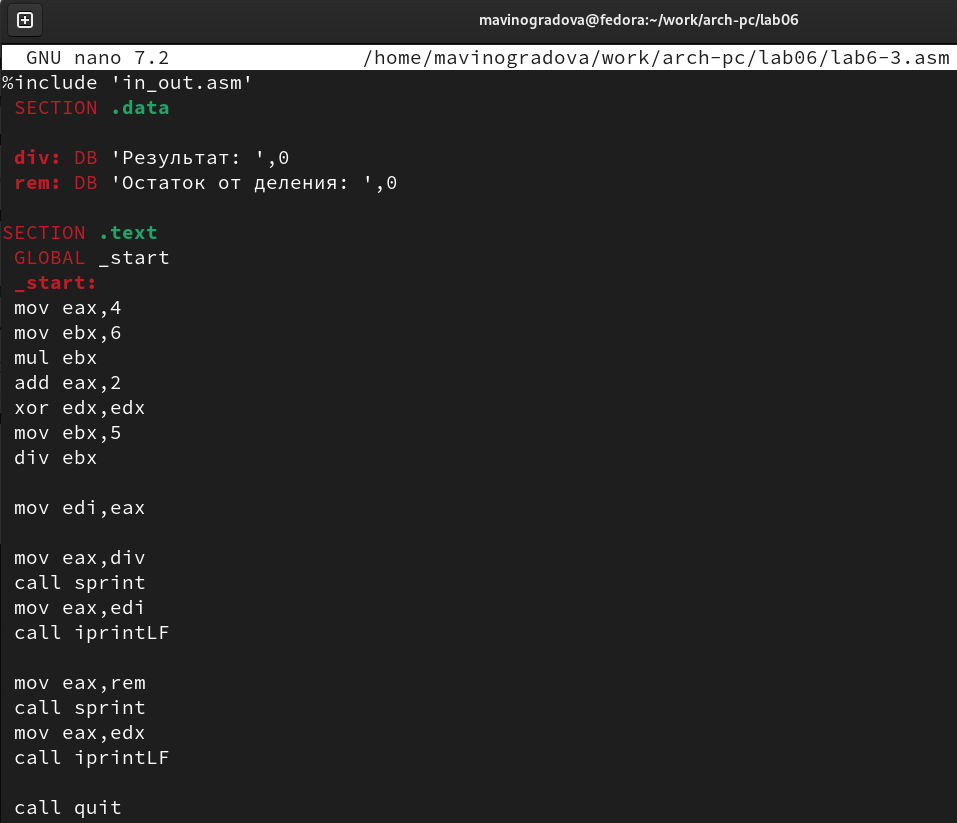 mavinogradova@fedora:~/work/arch-pc/lab06
GNU nano 7.2 /home/mavinogradova/work/arch-pc/lab06/lab6-3.asm
%include 'in_out.asm'
SECTION .data
div: DB 'Результат: ',0
rem: DB 'Остаток от деления: ',0
SECTION .text
GLOBAL _start
_start:
mov eax,4
mov ebx,6
mul ebx
add eax,2
xor edx,edx
mov ebx,5
div ebx
mov edi,eax
mov eax,div
call sprint
mov eax,edi
call iprintLF
mov eax,rem
call sprint
mov eax,edx
call iprintLF
call quit